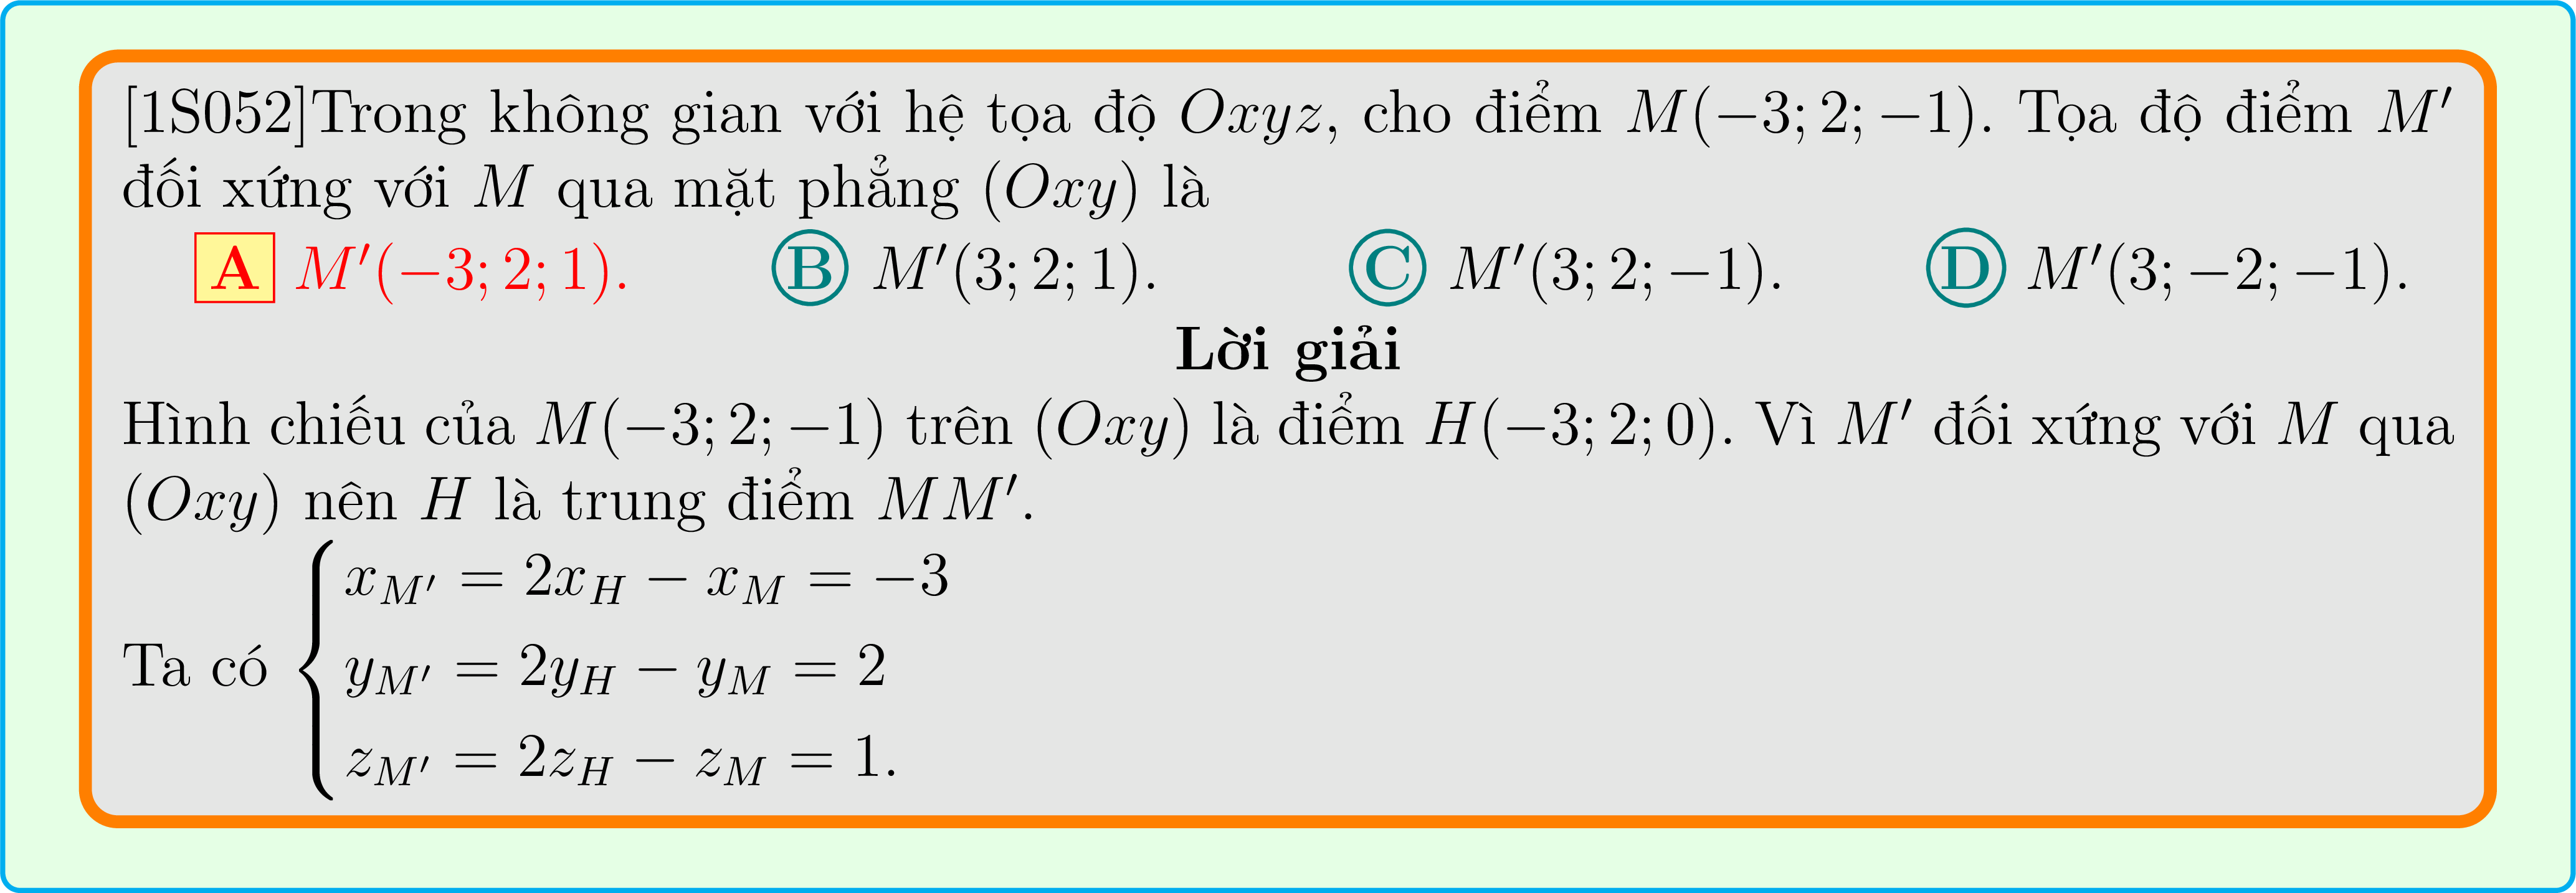 [1S052]Trong không gian với hệ tọa độ Oxyz, cho điểm M(−3; 2; −1). Tọa độ điểm M′
đối xứng với M qua mặt phẳng (Oxy) là
A M′(−3; 2; 1). B M′(3; 2; 1). C M′(3; 2; −1). D M′(3; −2; −1).
Lời giải
Hình chiếu của M(−3; 2; −1) trên (Oxy) là điểm H(−3; 2; 0). Vì M′ đối xứng với M qua
(Oxy) nên H là trung điểm MM′.
x_{M′} = 2x_H − x_M = −3
Ta có { y_{M′} = 2y_H − y_M = 2
z_{M′} = 2z_H − z_M = 1.